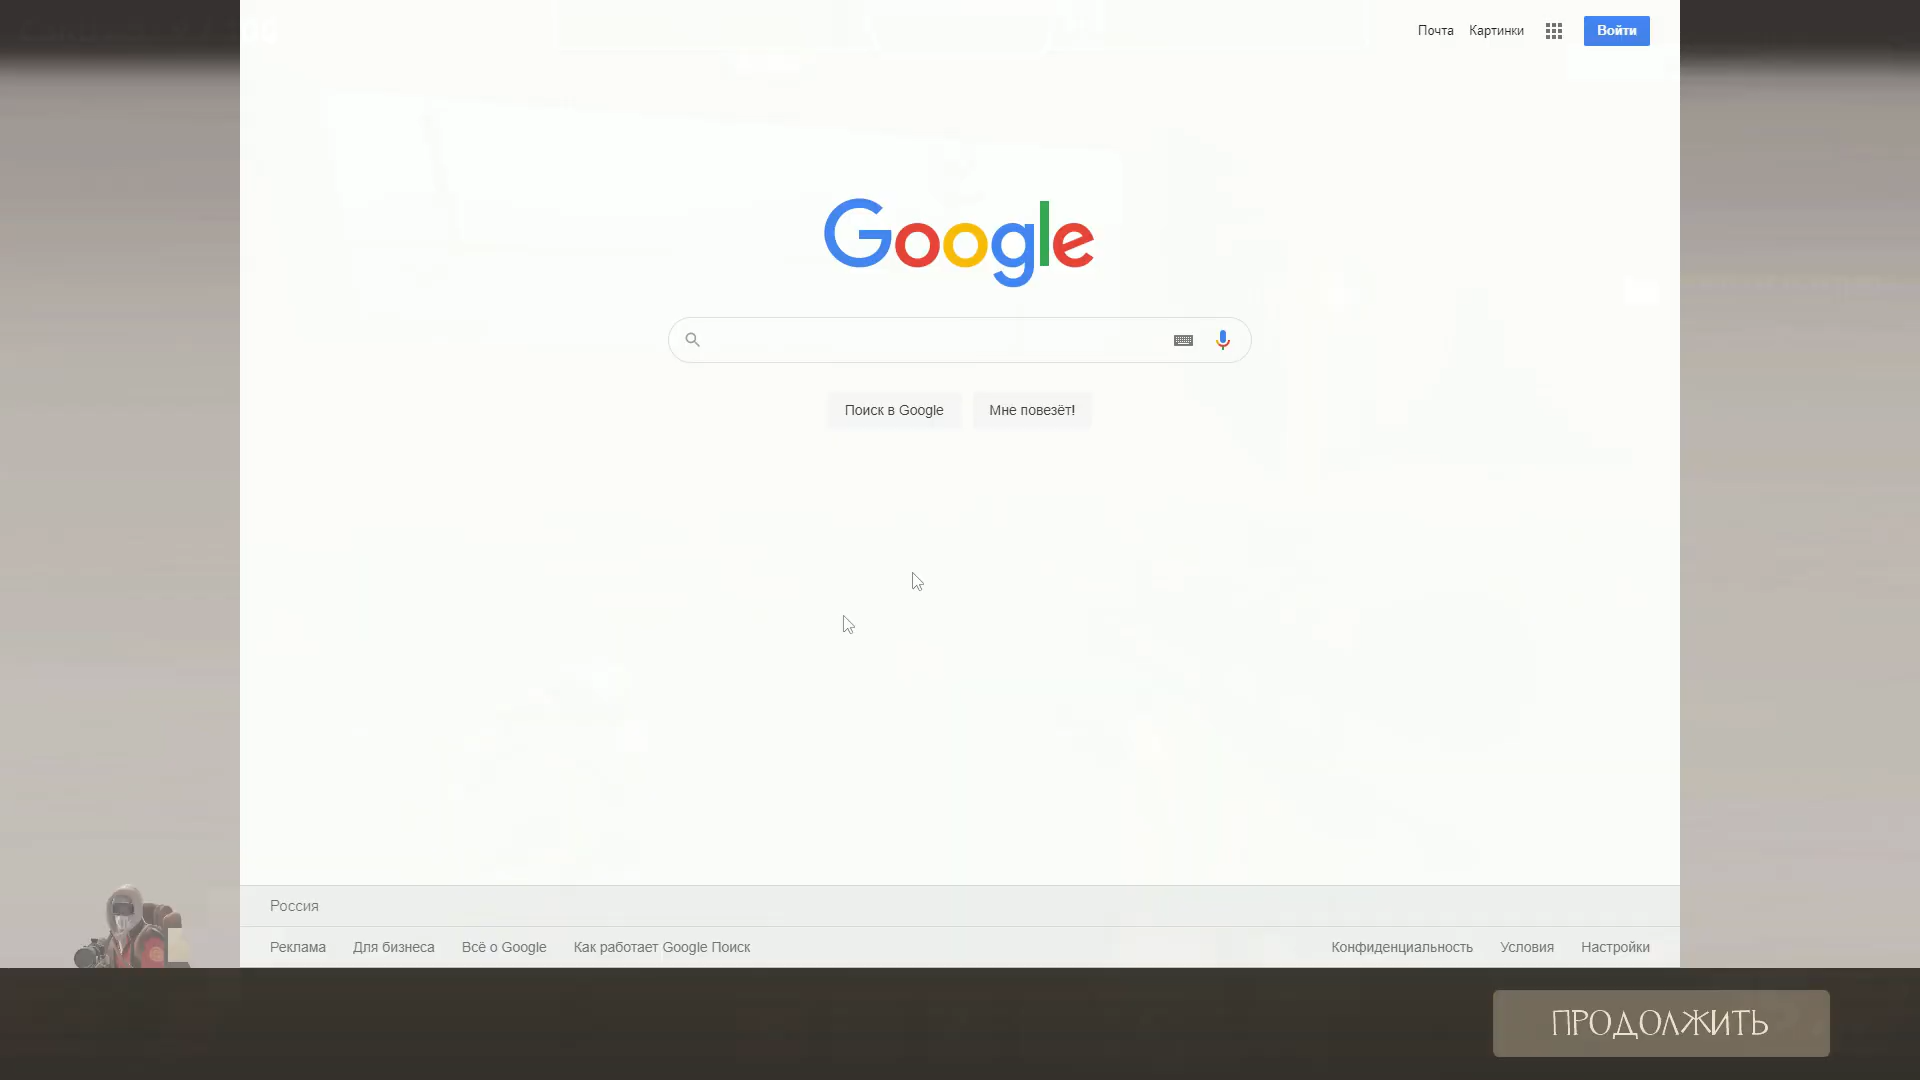 Почта Картинки Войти
Google
Поиск в Google Мне повезёт!
Россия
Реклама Для бизнеса Всё о Google Как работает Google Поиск Конфиденциальность Условия Настройки
ПРОДОЛЖИТЬ